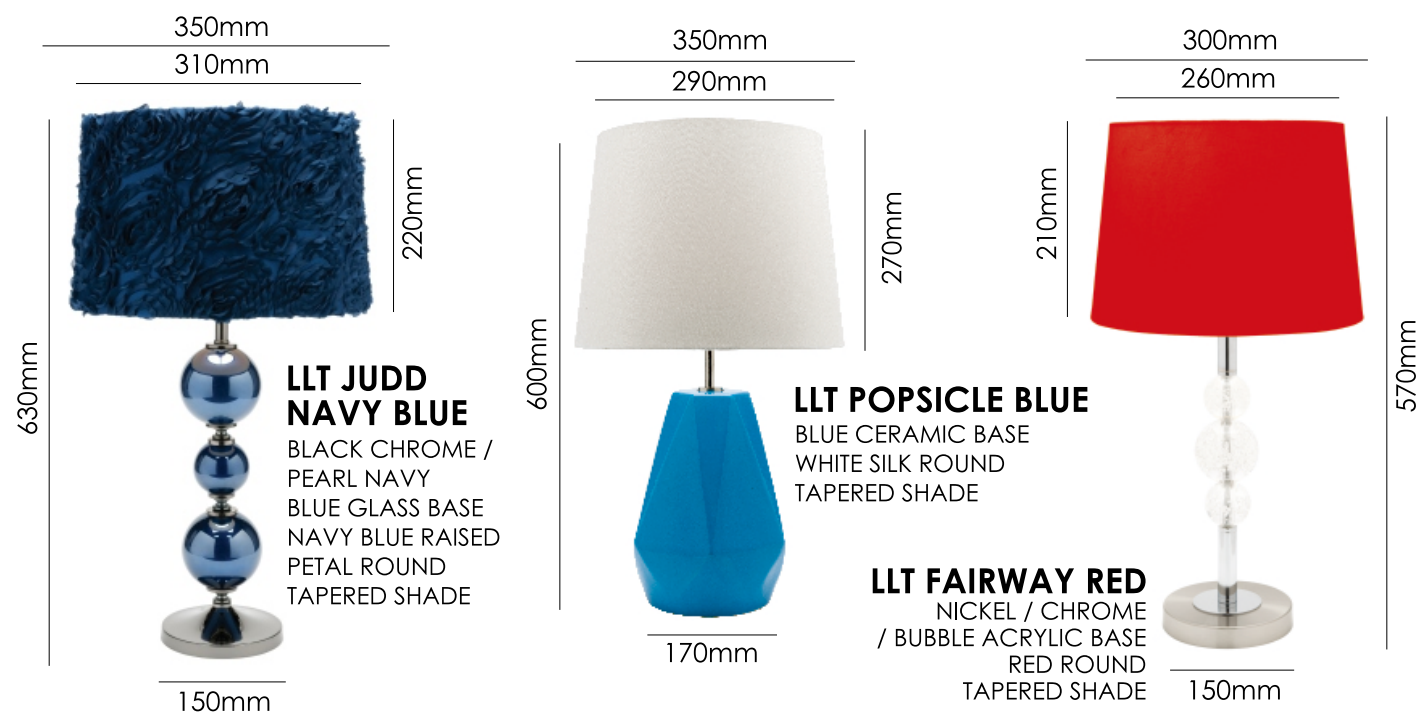 350mm
310mm
220mm
630mm
LLT JUDD
NAVY BLUE
BLACK CHROME /
PEARL NAVY
BLUE GLASS BASE
NAVY BLUE RAISED
PETAL ROUND
TAPERED SHADE
150mm
350mm
290mm
270mm
600mm
LLT POPSICLE BLUE
BLUE CERAMIC BASE
WHITE SILK ROUND
TAPERED SHADE
170mm
300mm
260mm
210mm
570mm
LLT FAIRWAY RED
NICKEL / CHROME
/ BUBBLE ACRYLIC BASE
RED ROUND
TAPERED SHADE
150mm